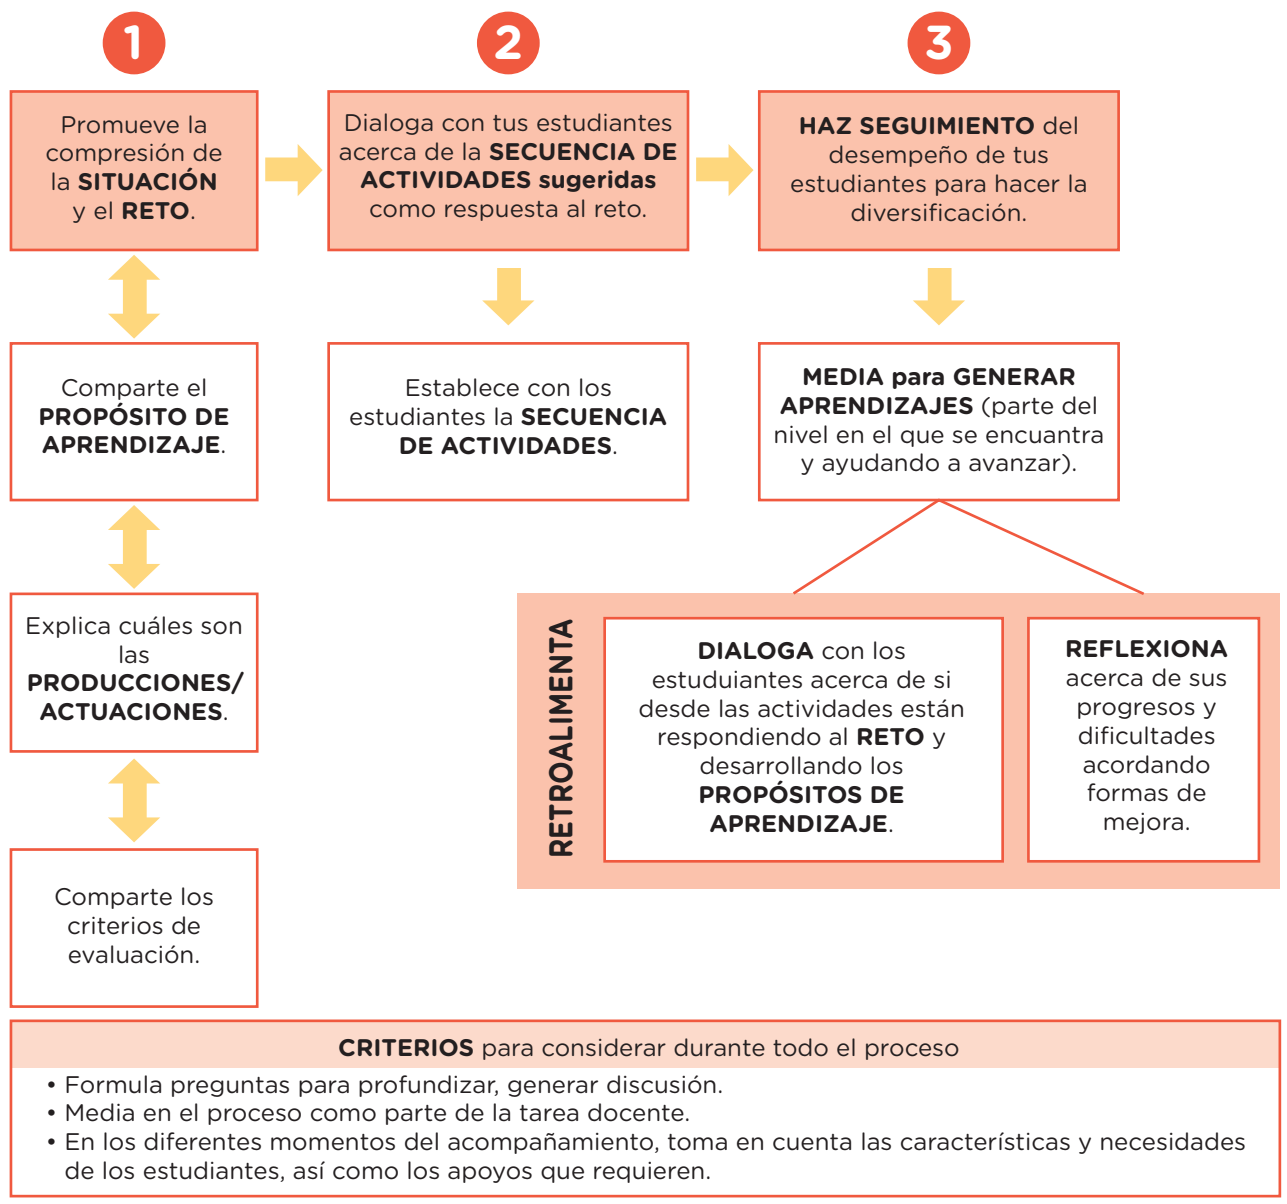 1
Promueve la
compresión de
la SITUACIÓN
y el RETO.
Comparte el
PROPÓSITO DE
APRENDIZAJE.
Explica cuáles son
las
PRODUCCIONES/
ACTUACIONES.
Comparte los
criterios de
evaluación.
2
Dialoga con tus estudiantes
acerca de la SECUENCIA DE
ACTIVIDADES sugeridas
como respuesta al reto.
Establece con los
estudiantes la SECUENCIA
DE ACTIVIDADES.
3
HAZ SEGUIMIENTO del
desempeño de tus
estudiantes para hacer la
diversificación.
MEDIA para GENERAR
APRENDIZAJES (parte del
nivel en el que se encuantra
y ayudando a avanzar).
RETROALIMENTA
DIALOGA con los
estuduiantes acerca de si
desde las actividades están
respondiendo al RETO y
desarrollando los
PROPÓSITOS DE
APRENDIZAJE.
REFLEXIONA
acerca de sus
progresos y
dificultades
acordando
formas de
mejora.
CRITERIOS para considerar durante todo el proceso
• Formula preguntas para profundizar, generar discusión.
• Media en el proceso como parte de la tarea docente.
• En los diferentes momentos del acompañamiento, toma en cuenta las características y necesidades
de los estudiantes, así como los apoyos que requieren.